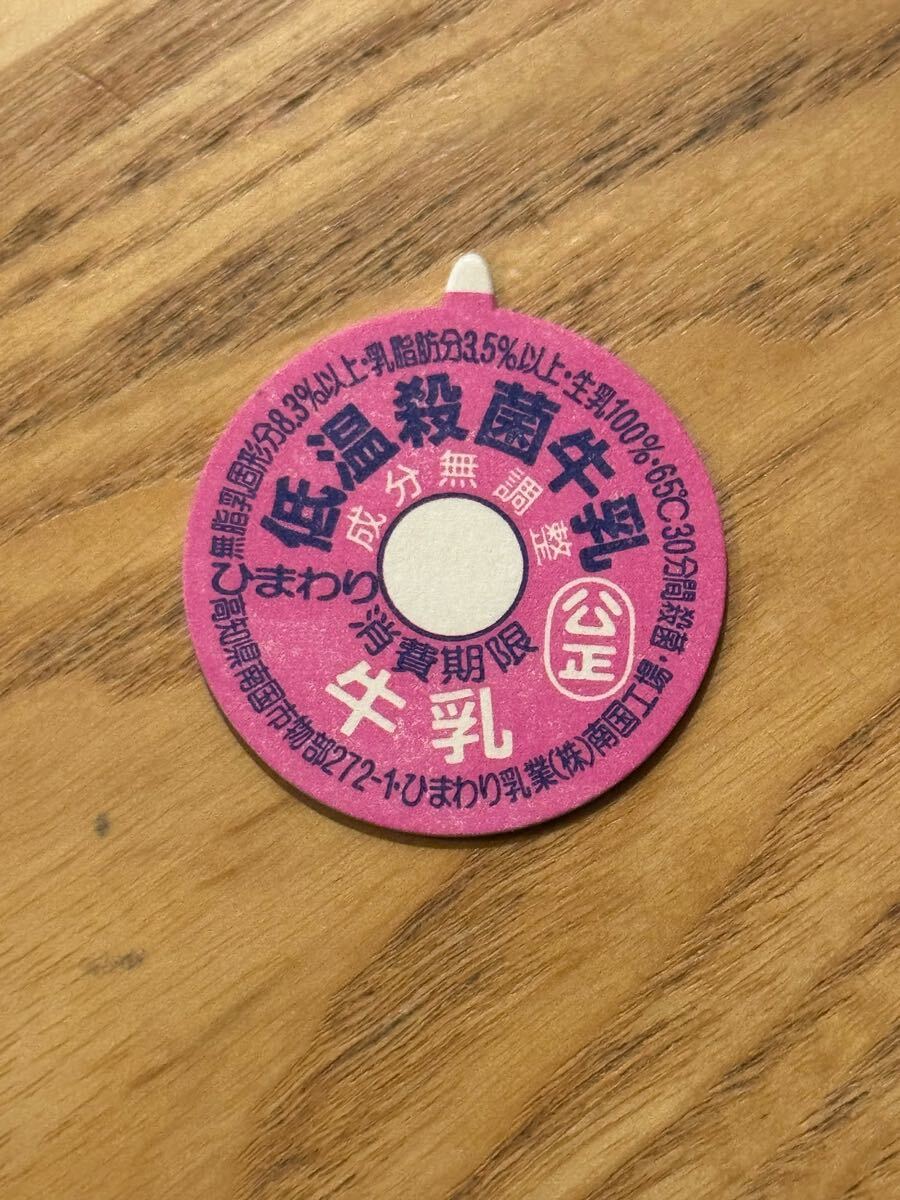 無脂乳固形分8.3%以上・乳脂肪分3.5%以上・生乳100%・65℃30分間殺菌・
低温殺菌牛乳
成分無調整
ひまわり
消費期限
公正
牛乳
高知県南国市物部272-1・ひまわり乳業(株)南国工場